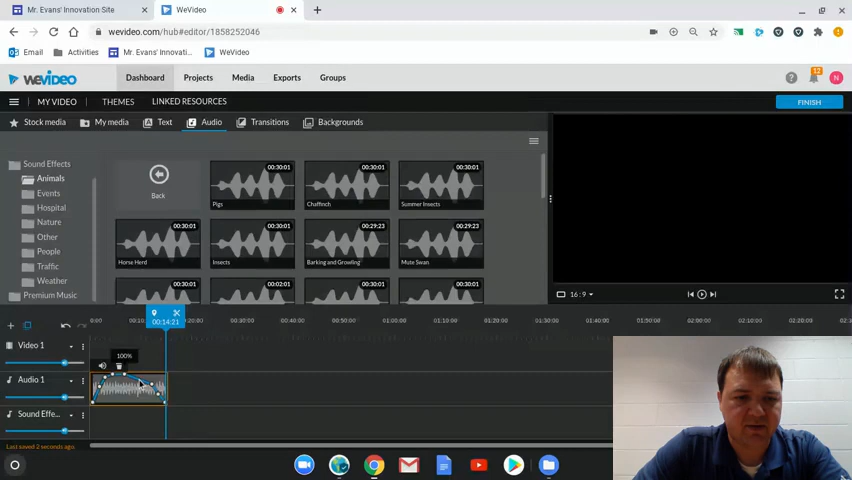 Mr. Evans' Innovation Site
WeVideo
wevideo.com/hub#editor/1858252046
Email
Activities
Mr. Evans' Innovati...
WeVideo
wevideo
Dashboard
Projects
Media
Exports
Groups
12
N
MY VIDEO
THEMES
LINKED RESOURCES
FINISH
Stock media
My media
Text
Audio
Transitions
Backgrounds
Sound Effects
Animals
Events
Hospital
Nature
Other
People
Traffic
Weather
Premium Music
Back
00:30:01
Pigs
00:30:01
Chaffinch
00:30:01
Summer Insects
00:30:01
Horse Herd
00:30:01
Insects
00:29:23
Barking and Growling
00:29:23
Mute Swan
00:30:01
00:02:01
00:30:01
00:30:01
16:9
00:14:21
0:00
00:20:00
00:30:00
00:40:00
00:50:00
01:00:00
01:10:00
01:20:00
01:30:00
01:40:00
01:50:00
02:00:00
02:10:00
02:20:00
Video 1
100%
Audio 1
Sound Effe...
Last saved 2 seconds ago.